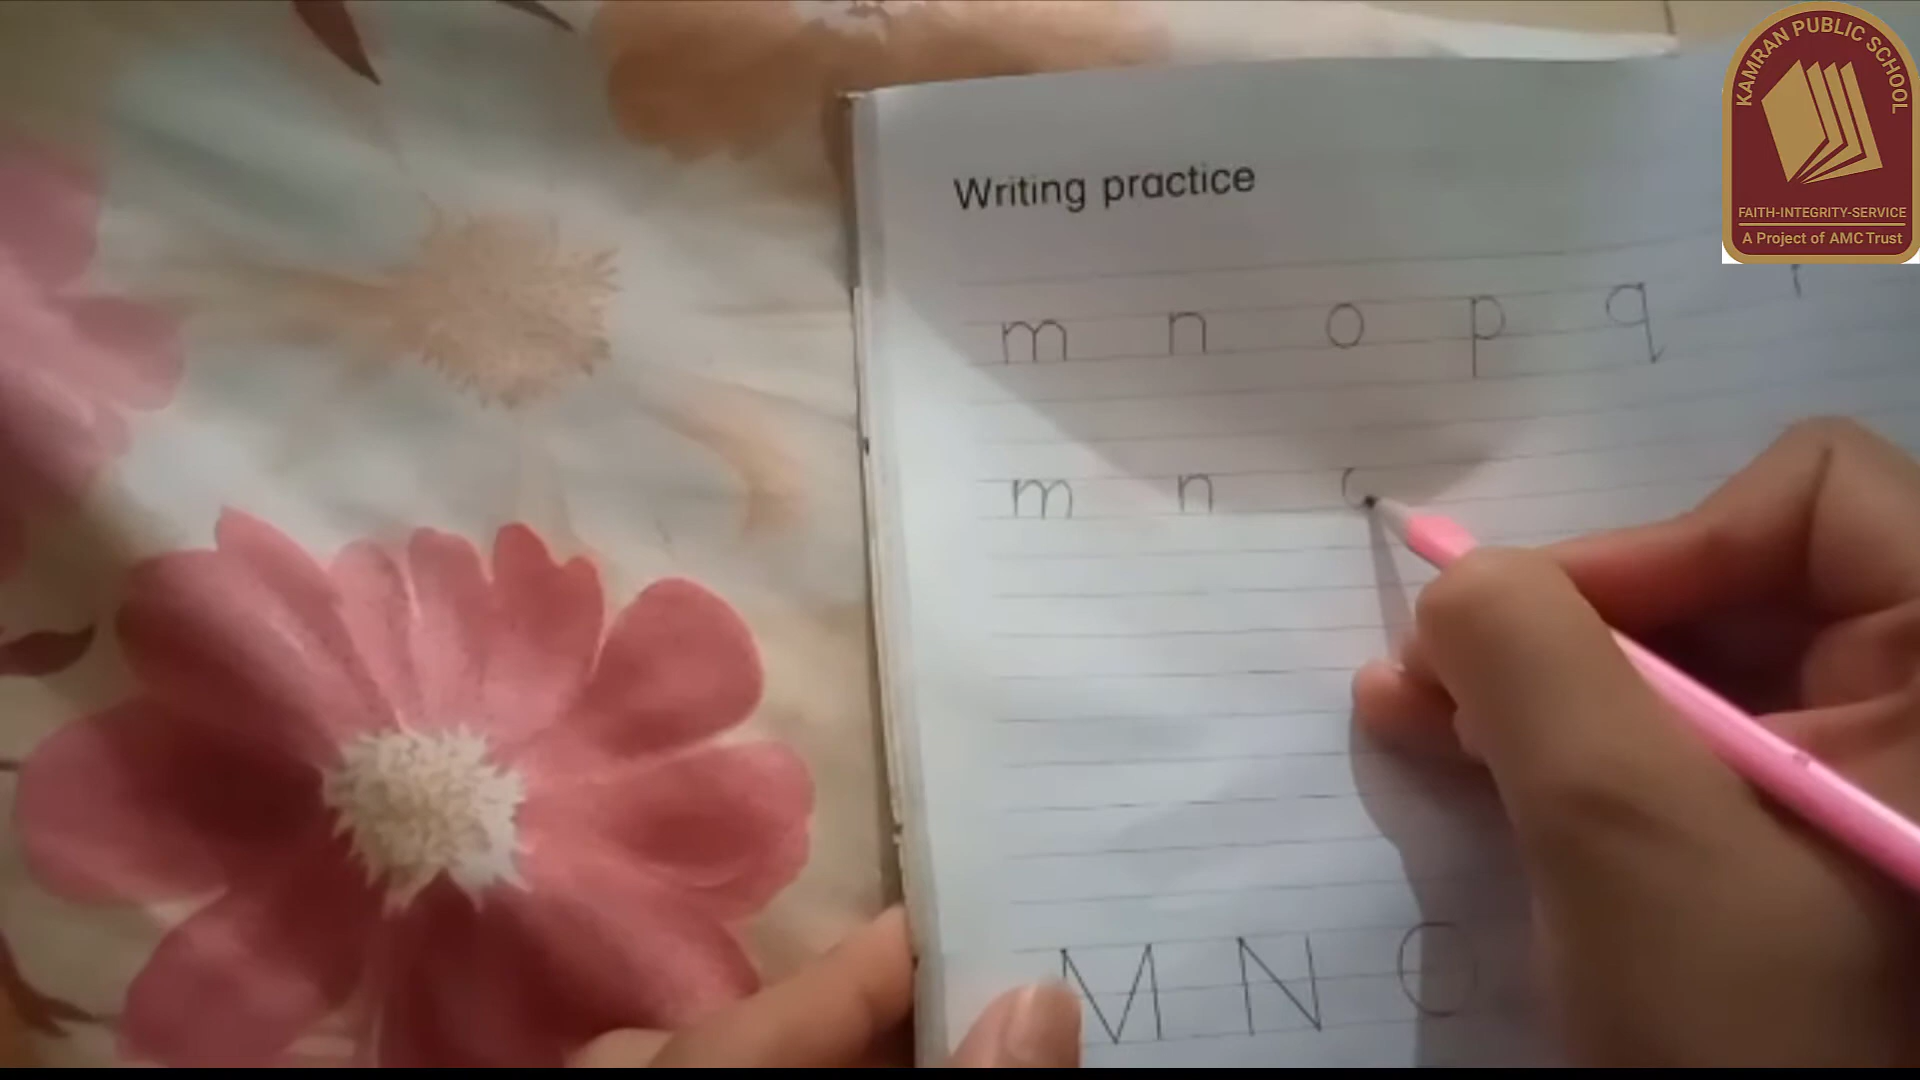 KAMRAN PUBLIC SCHOOL
FAITH-INTEGRITY-SERVICE
A Project of AMC Trust
Writing practice
m n o p q
m n
M N O